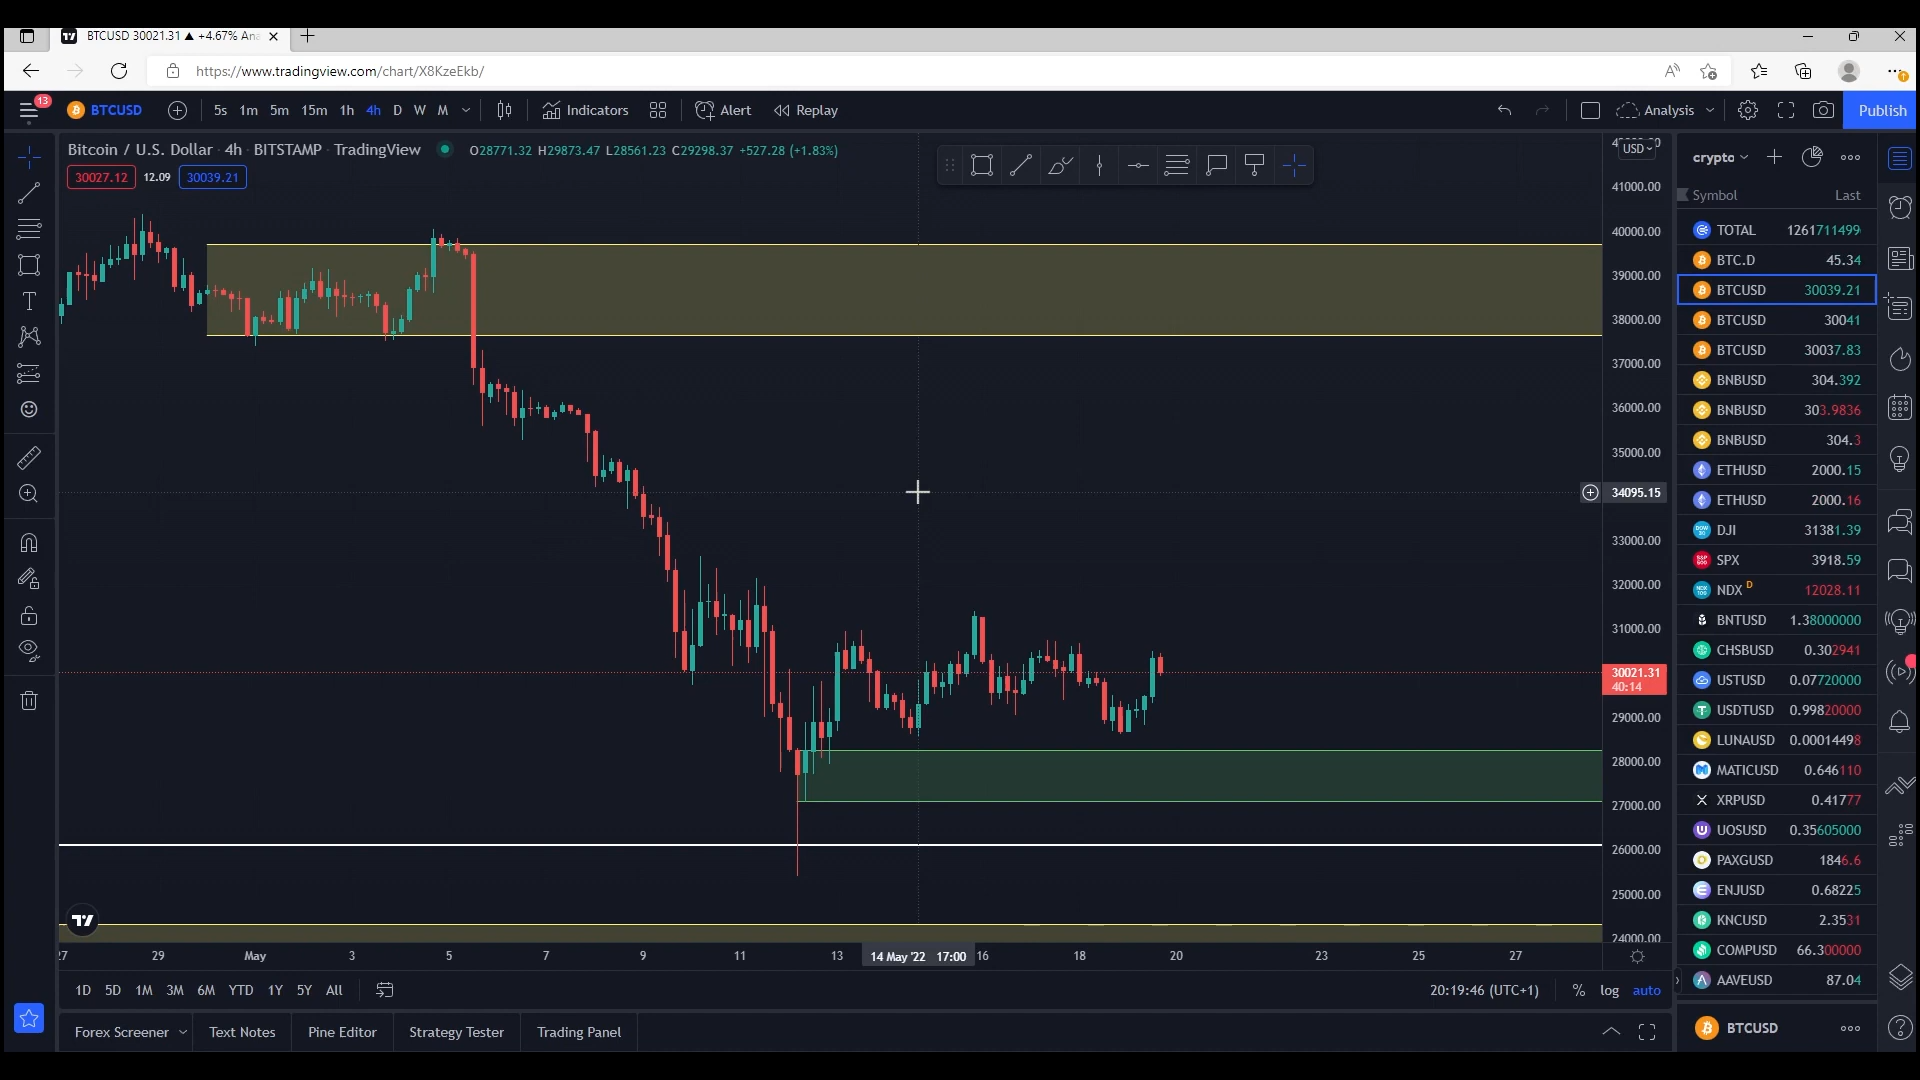 BTCUSD 30021.31 ▲ +4.67% Ana
https://www.tradingview.com/chart/X8KzeEkb/
13 BTCUSD 5s 1m 5m 15m 1h 4h D W M Indicators Alert Replay Analysis Publish
Bitcoin / U.S. Dollar · 4h · BITSTAMP · TradingView O28771.32 H29873.47 L28561.23 C29298.37 +527.28 (+1.83%)
30027.12 12.09 30039.21
USD
41000.00
40000.00
39000.00
38000.00
37000.00
36000.00
35000.00
34095.15
33000.00
32000.00
31000.00
30021.31
40:14
29000.00
28000.00
27000.00
26000.00
25000.00
24000.00
27 29 May 3 5 7 9 11 13 14 May '22 17:00 16 18 20 23 25 27
1D 5D 1M 3M 6M YTD 1Y 5Y All 20:19:46 (UTC+1) % log auto
Forex Screener Text Notes Pine Editor Strategy Tester Trading Panel
crypto
Symbol Last
TOTAL 1261711499
BTC.D 45.34
BTCUSD 30039.21
BTCUSD 30041
BTCUSD 30037.83
BNBUSD 304.392
BNBUSD 303.9836
BNBUSD 304.3
ETHUSD 2000.15
ETHUSD 2000.16
DJI 31381.39
SPX 3918.59
NDX D 12028.11
BNTUSD 1.38000000
CHSBUSD 0.302941
USTUSD 0.07720000
USDTUSD 0.99820000
LUNAUSD 0.00014498
MATICUSD 0.646110
XRPUSD 0.41777
UOSUSD 0.35605000
PAXGUSD 1846.6
ENJUSD 0.68225
KNCUSD 2.3531
COMPUSD 66.300000
AAVEUSD 87.04
BTCUSD